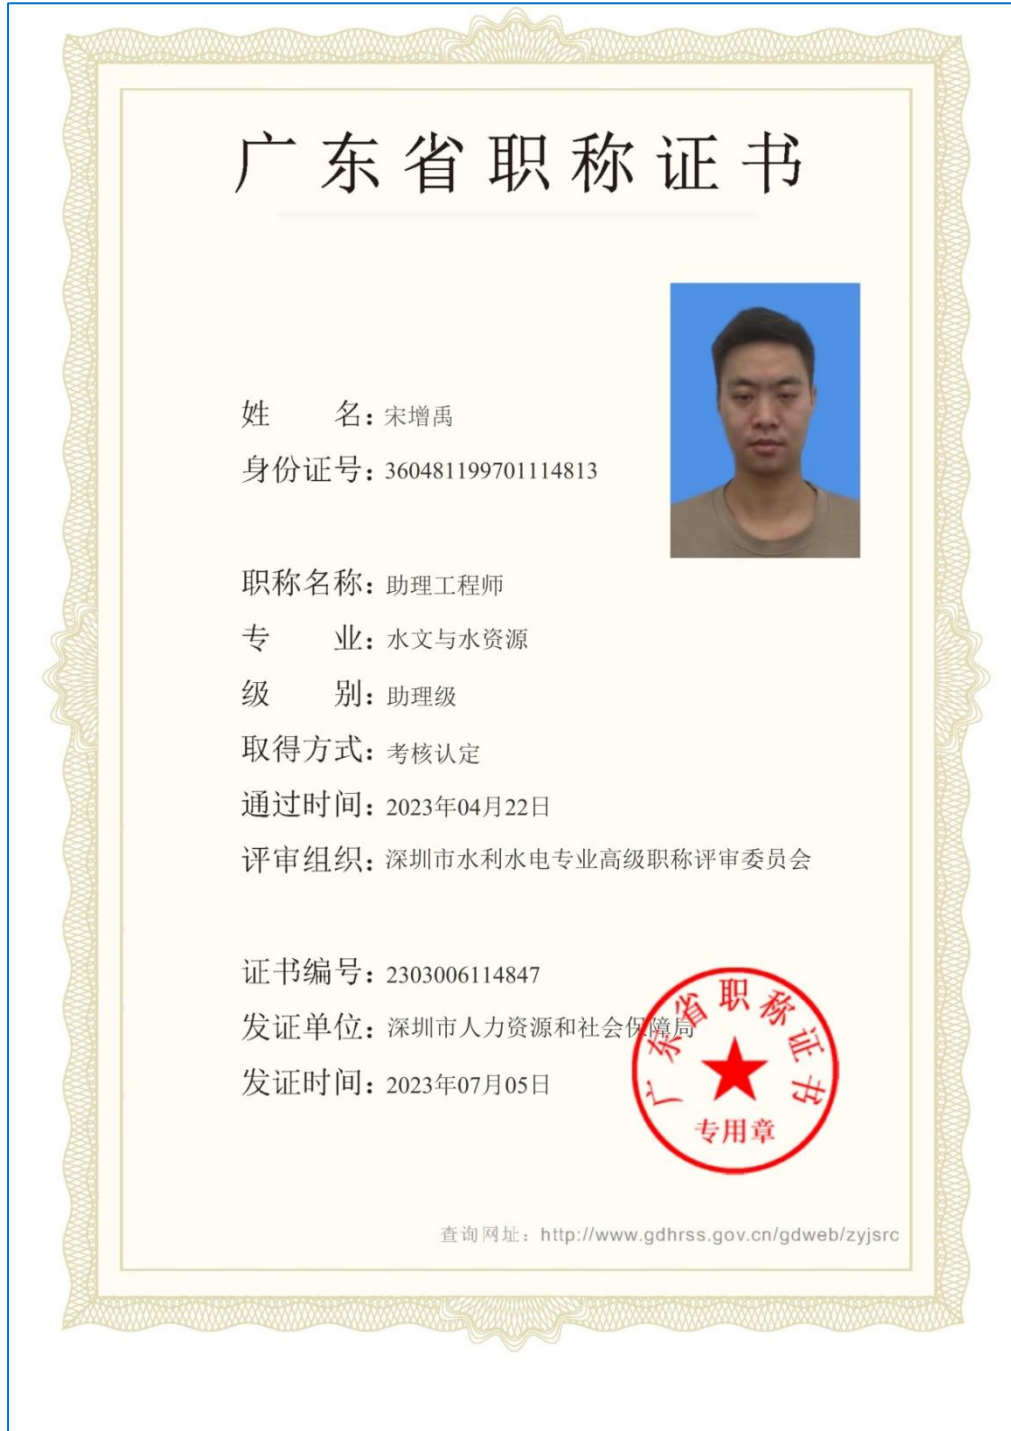 广东省职称证书
姓 名：宋增禹
身份证号：360481199701114813
职称名称：助理工程师
专 业：水文与水资源
级 别：助理级
取得方式：考核认定
通过时间：2023年04月22日
评审组织：深圳市水利水电专业高级职称评审委员会
证书编号：2303006114847
发证单位：深圳市人力资源和社会保障局
发证时间：2023年07月05日
广东省职称证书
专用章
查询网址：http://www.gdhrss.gov.cn/gdweb/zyjsrc